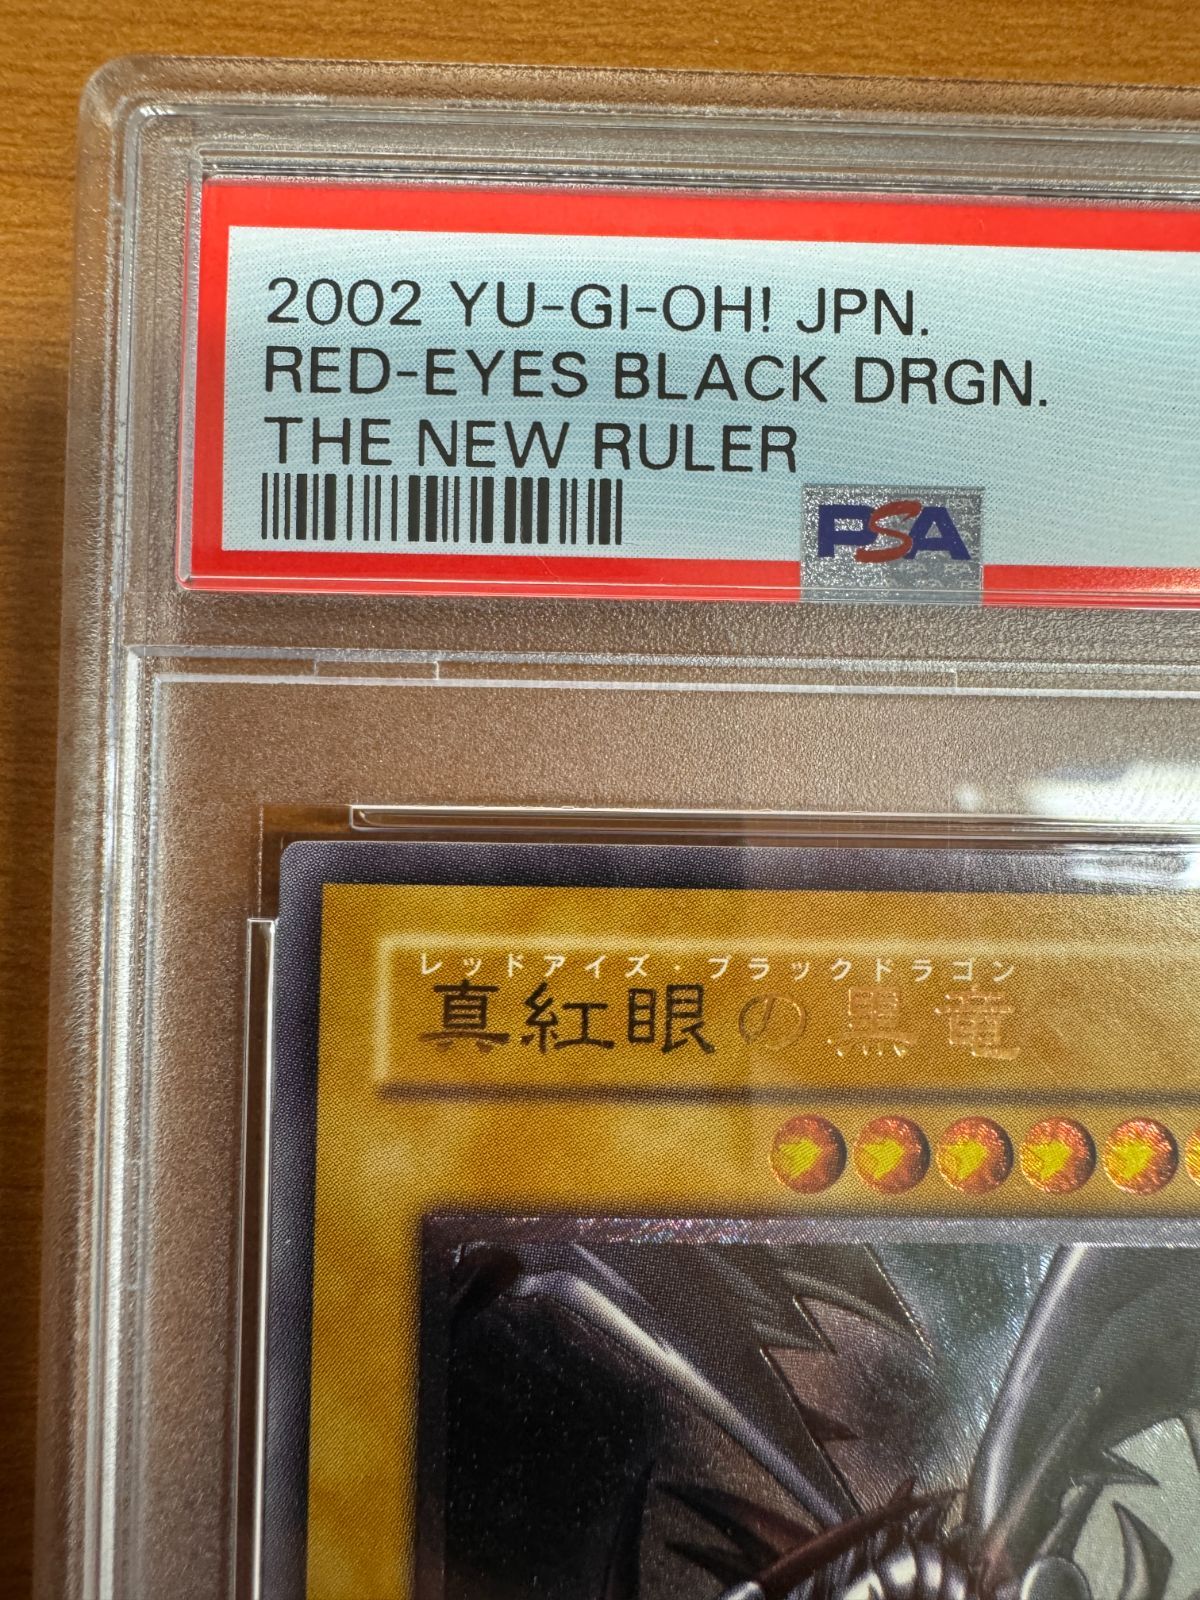 2002 YU-GI-OH! JPN.
RED-EYES BLACK DRGN.
THE NEW RULER
PSA
レッドアイズ・ブラックドラゴン
真紅眼の黒竜